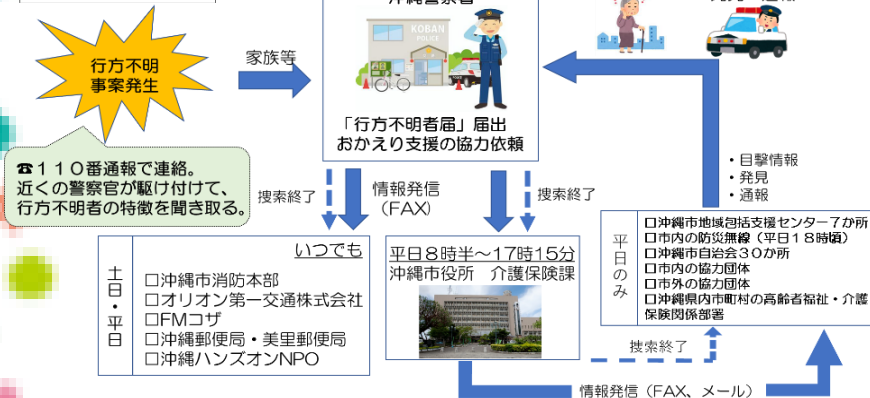 行方不明
事案発生
家族等
KOBAN
POLICE
「行方不明者届」届出
おかえり支援の協力依頼
☎110番通報で連絡。
近くの警察官が駆け付けて、
行方不明者の特徴を聞き取る。
捜索終了
情報発信
（FAX）
捜索終了
・目撃情報
・発見
・通報
土日・平日
いつでも
□沖縄市消防本部
□オリオン第一交通株式会社
□FMコザ
□沖縄郵便局・美里郵便局
□沖縄ハンズオンNPO
平日８時半～17時15分
沖縄市役所　介護保険課
平日のみ
□沖縄市地域包括支援センター７か所
□市内の防災無線（平日１８時頃）
□沖縄市自治会３０か所
□市内の協力団体
□市外の協力団体
□沖縄県内市町村の高齢者福祉・介護
保険関係部署
捜索終了
情報発信（FAX、メール）